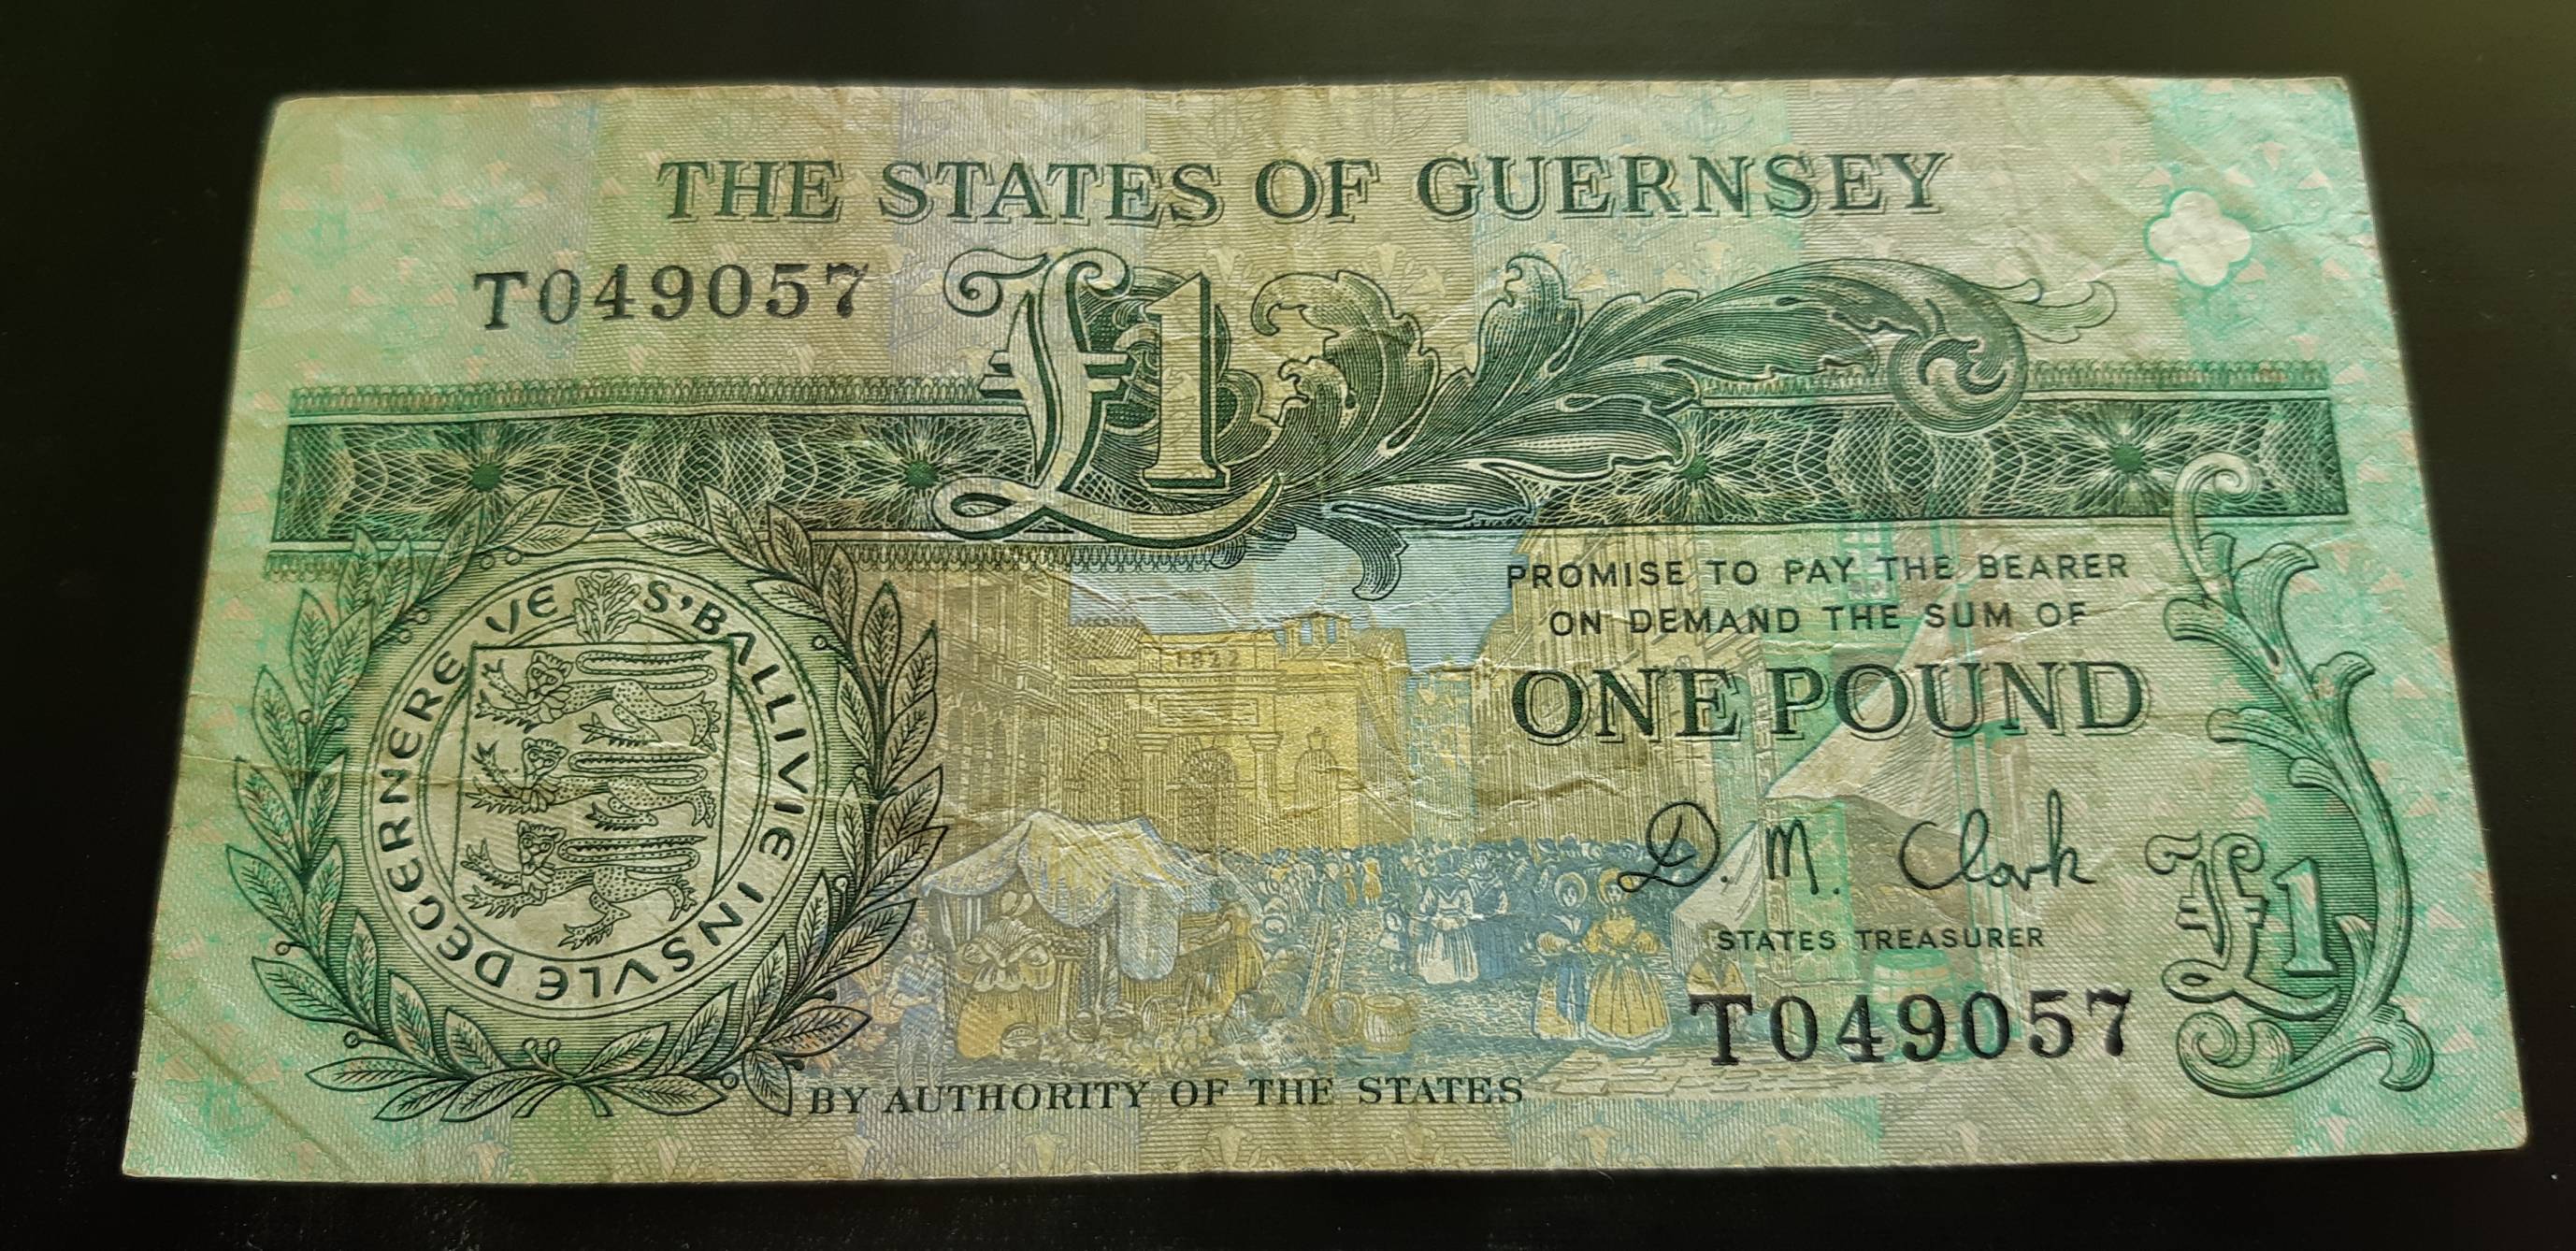 THE STATES OF GUERNSEY
T049057
£1
PROMISE TO PAY THE BEARER
ON DEMAND THE SUM OF
ONE POUND
1822
S'BALLIVIE INSVLE DEGERNEREVE
D. M. Clark
STATES TREASURER
£1
T049057
BY AUTHORITY OF THE STATES